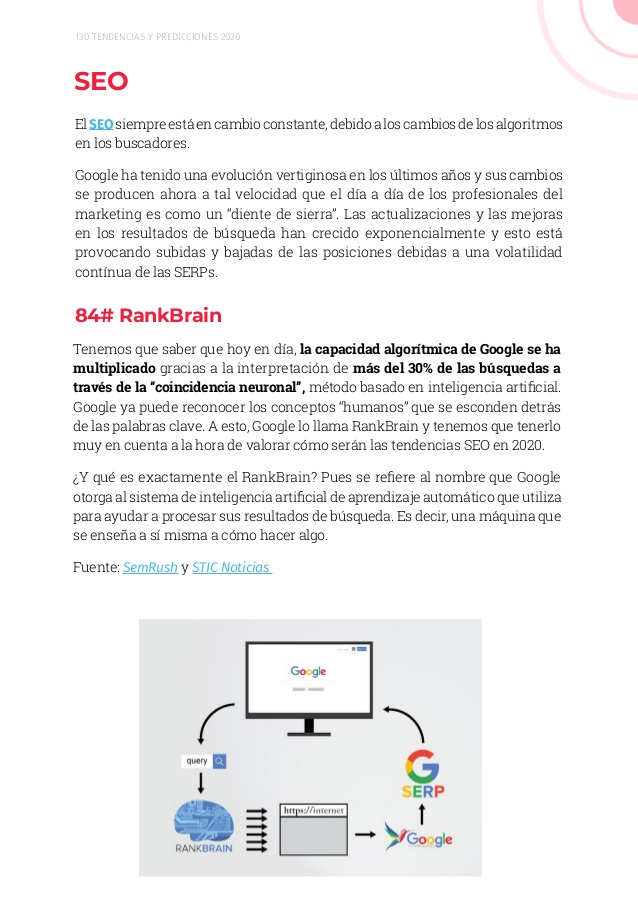 130 TENDENCIAS Y PREDICCIONES 2020
SEO
El SEO siempre está en cambio constante, debido a los cambios de los algoritmos
en los buscadores.
Google ha tenido una evolución vertiginosa en los últimos años y sus cambios
se producen ahora a tal velocidad que el día a día de los profesionales del
marketing es como un “diente de sierra”. Las actualizaciones y las mejoras
en los resultados de búsqueda han crecido exponencialmente y esto está
provocando subidas y bajadas de las posiciones debidas a una volatilidad
contínua de las SERPs.
84# RankBrain
Tenemos que saber que hoy en día, la capacidad algorítmica de Google se ha
multiplicado gracias a la interpretación de más del 30% de las búsquedas a
través de la “coincidencia neuronal”, método basado en inteligencia artificial.
Google ya puede reconocer los conceptos “humanos” que se esconden detrás
de las palabras clave. A esto, Google lo llama RankBrain y tenemos que tenerlo
muy en cuenta a la hora de valorar cómo serán las tendencias SEO en 2020.
¿Y qué es exactamente el RankBrain? Pues se refiere al nombre que Google
otorga al sistema de inteligencia artificial de aprendizaje automático que utiliza
para ayudar a procesar sus resultados de búsqueda. Es decir, una máquina que
se enseña a sí misma a cómo hacer algo.
Fuente: SemRush y STIC Noticias
Google
query
RANKBRAIN
https://internet
Google
G
SERP